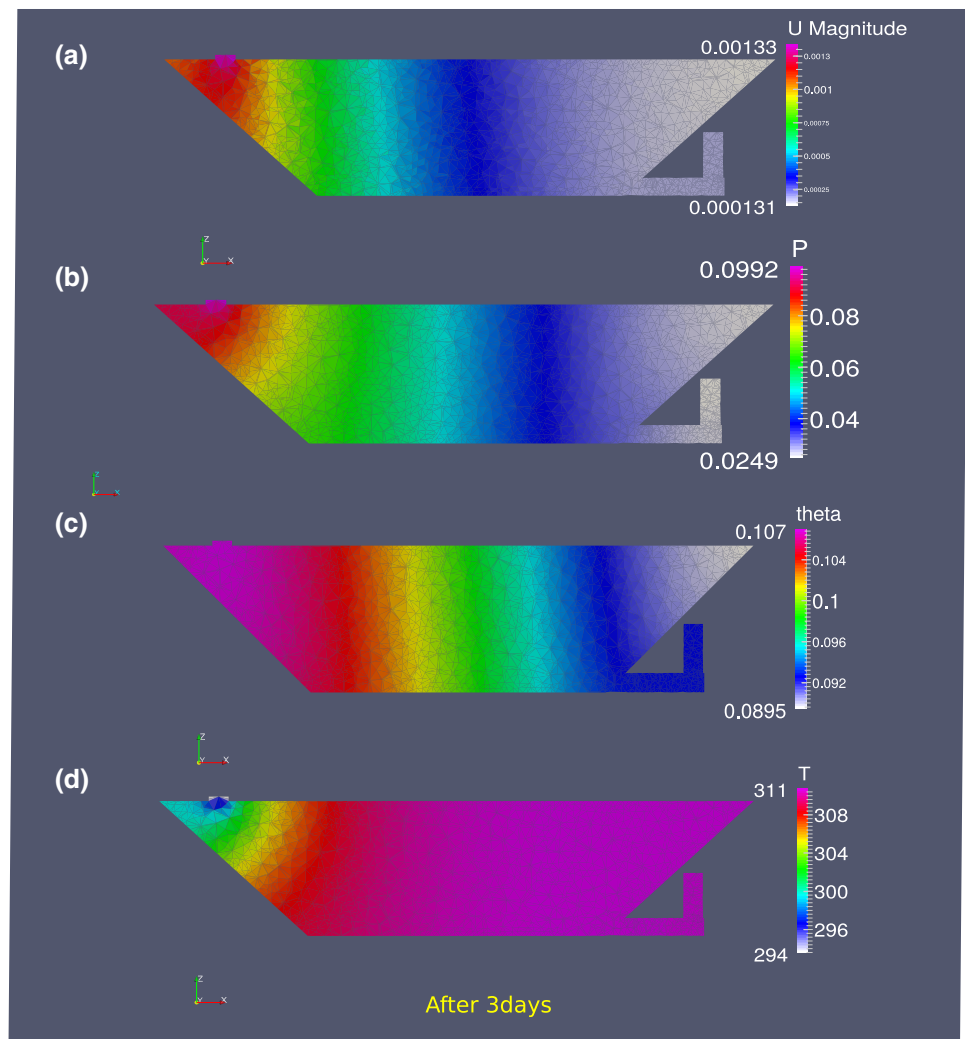 (a)
U Magnitude
0.00133
0.0013
0.001
0.00075
0.0005
0.00025
0.000131
Z
Y X
(b)
P
0.0992
0.08
0.06
0.04
0.0249
Z
Y X
(c)
theta
0.107
0.104
0.1
0.096
0.092
0.0895
Z
Y X
(d)
T
311
308
304
300
296
294
Z
Y X
After 3days